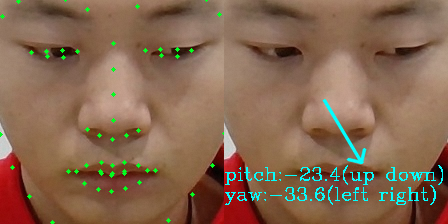 pitch:-23.4(up down)
yaw:-33.6(left right)